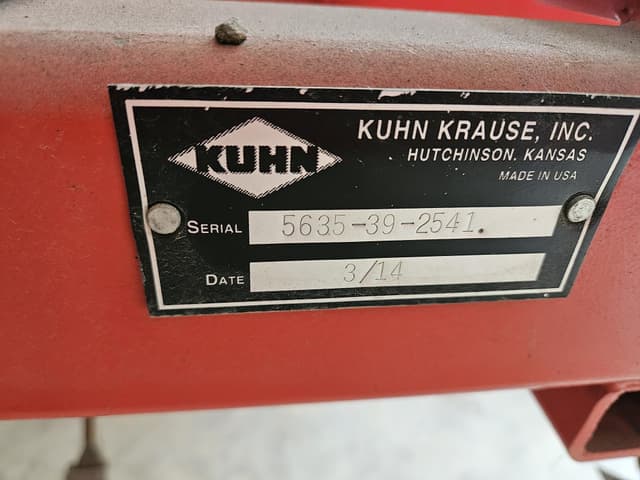 KUHN
KUHN KRAUSE, INC.
HUTCHINSON, KANSAS
MADE IN USA
SERIAL 5635-39-2541
DATE 3/14